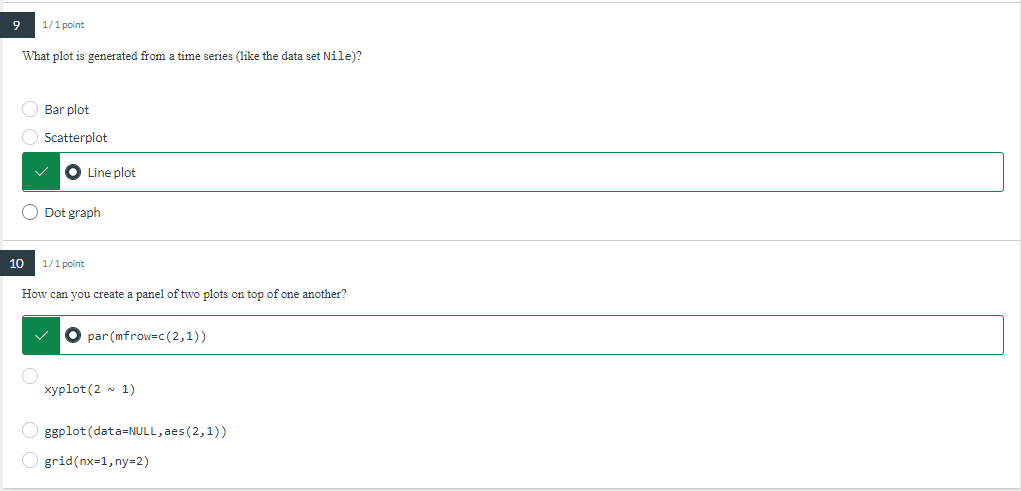 9 1/1 point
What plot is generated from a time series (like the data set Nile)?
Bar plot
Scatterplot
Line plot
Dot graph
10 1/1 point
How can you create a panel of two plots on top of one another?
par(mfrow=c(2,1))
xyplot(2 ~ 1)
ggplot(data=NULL,aes(2,1))
grid(nx=1,ny=2)